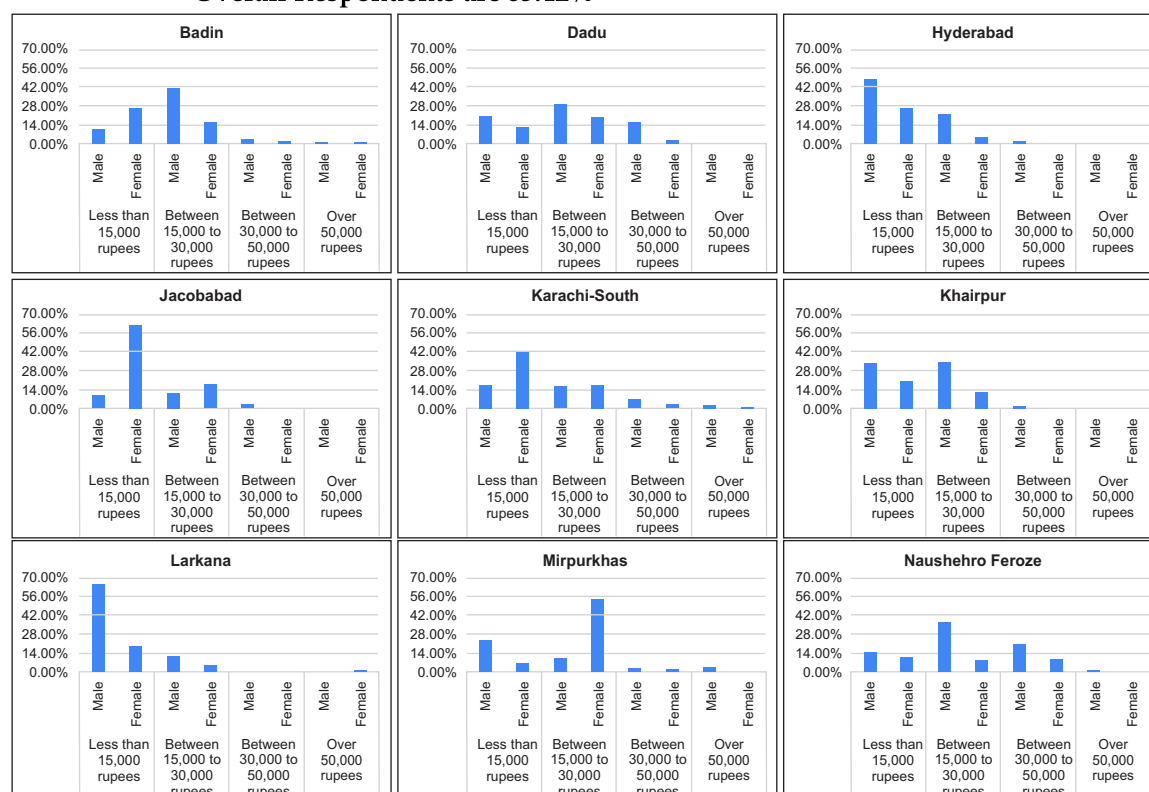 Badin
70.00%
56.00%
42.00%
28.00%
14.00%
0.00%
Male Female Male Female Male Female Male Female
Less than 15,000 rupees
Between 15,000 to 30,000 rupees
Between 30,000 to 50,000 rupees
Over 50,000 rupees
Dadu
70.00%
56.00%
42.00%
28.00%
14.00%
0.00%
Male Female Male Female Male Female Male Female
Less than 15,000 rupees
Between 15,000 to 30,000 rupees
Between 30,000 to 50,000 rupees
Over 50,000 rupees
Hyderabad
70.00%
56.00%
42.00%
28.00%
14.00%
0.00%
Male Female Male Female Male Female Male Female
Less than 15,000 rupees
Between 15,000 to 30,000 rupees
Between 30,000 to 50,000 rupees
Over 50,000 rupees
Jacobabad
70.00%
56.00%
42.00%
28.00%
14.00%
0.00%
Male Female Male Female Male Female Male Female
Less than 15,000 rupees
Between 15,000 to 30,000 rupees
Between 30,000 to 50,000 rupees
Over 50,000 rupees
Karachi-South
70.00%
56.00%
42.00%
28.00%
14.00%
0.00%
Male Female Male Female Male Female Male Female
Less than 15,000 rupees
Between 15,000 to 30,000 rupees
Between 30,000 to 50,000 rupees
Over 50,000 rupees
Khairpur
70.00%
56.00%
42.00%
28.00%
14.00%
0.00%
Male Female Male Female Male Female Male Female
Less than 15,000 rupees
Between 15,000 to 30,000 rupees
Between 30,000 to 50,000 rupees
Over 50,000 rupees
Larkana
70.00%
56.00%
42.00%
28.00%
14.00%
0.00%
Male Female Male Female Male Female Male Female
Less than 15,000 rupees
Between 15,000 to 30,000 rupees
Between 30,000 to 50,000 rupees
Over 50,000 rupees
Mirpurkhas
70.00%
56.00%
42.00%
28.00%
14.00%
0.00%
Male Female Male Female Male Female Male Female
Less than 15,000 rupees
Between 15,000 to 30,000 rupees
Between 30,000 to 50,000 rupees
Over 50,000 rupees
Naushehro Feroze
70.00%
56.00%
42.00%
28.00%
14.00%
0.00%
Male Female Male Female Male Female Male Female
Less than 15,000 rupees
Between 15,000 to 30,000 rupees
Between 30,000 to 50,000 rupees
Over 50,000 rupees